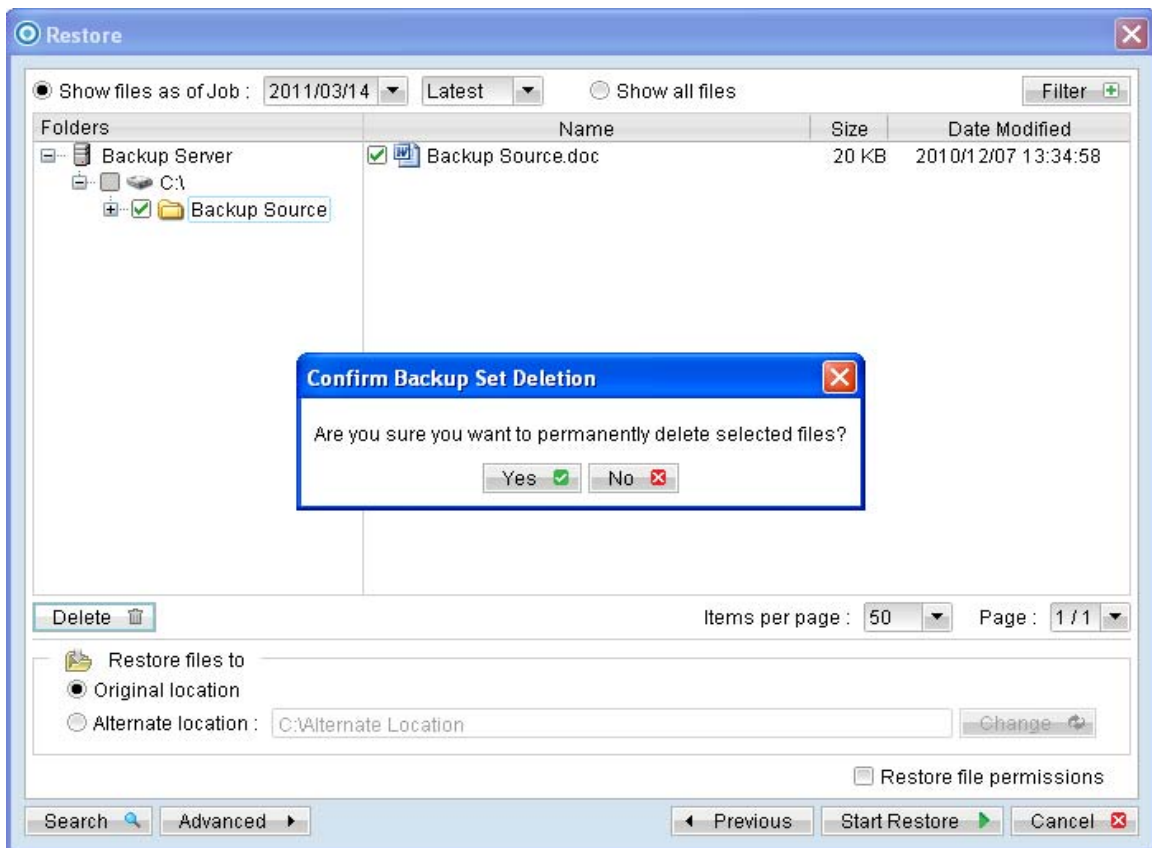 Restore
Show files as of Job : 2011/03/14 Latest Show all files Filter
Folders Name Size Date Modified
Backup Server Backup Source.doc 20 KB 2010/12/07 13:34:58
C:\
Backup Source
Confirm Backup Set Deletion
Are you sure you want to permanently delete selected files?
Yes No
Delete Items per page : 50 Page : 1 / 1
Restore files to
Original location
Alternate location : C:\Alternate Location Change
Restore file permissions
Search Advanced Previous Start Restore Cancel